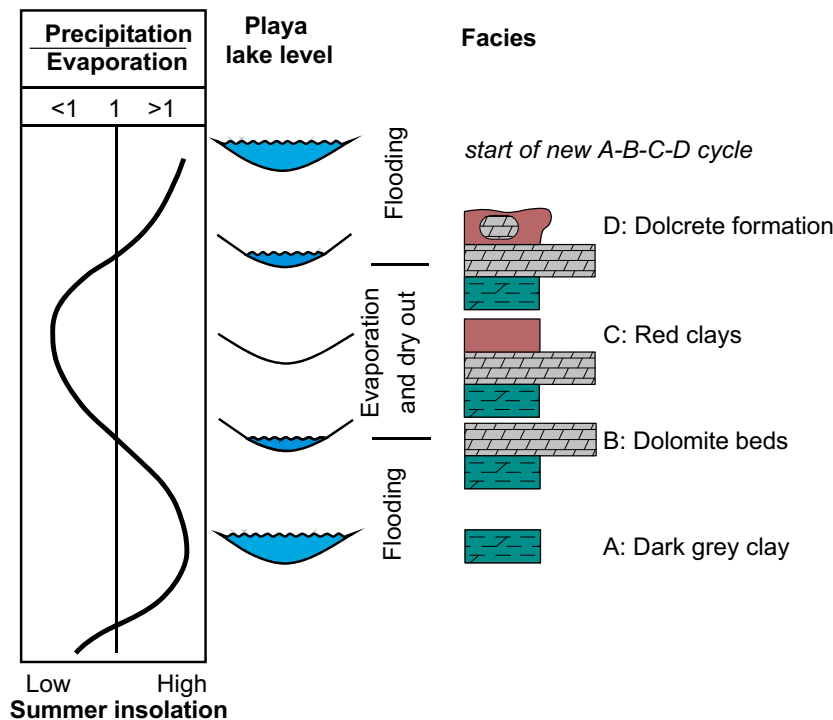 Precipitation
Evaporation
<1 1 >1
Playa
lake level
Facies
Flooding
start of new A-B-C-D cycle
D: Dolcrete formation
Evaporation
and dry out
C: Red clays
B: Dolomite beds
Flooding
A: Dark grey clay
Low High
Summer insolation